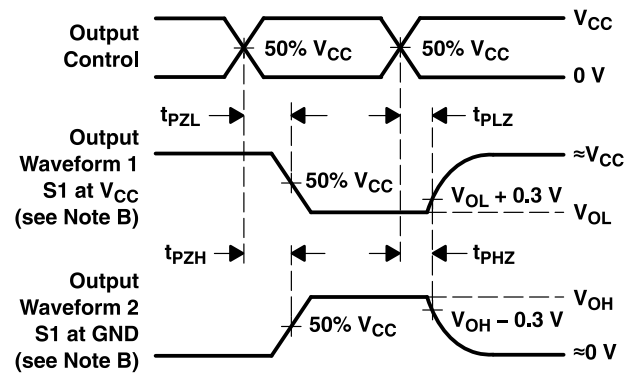 Output
Control
50% VCC
50% VCC
VCC
0 V
tPZL
tPLZ
Output
Waveform 1
S1 at VCC
(see Note B)
50% VCC
≈VCC
VOL + 0.3 V
VOL
tPZH
tPHZ
Output
Waveform 2
S1 at GND
(see Note B)
50% VCC
VOH
VOH − 0.3 V
≈0 V